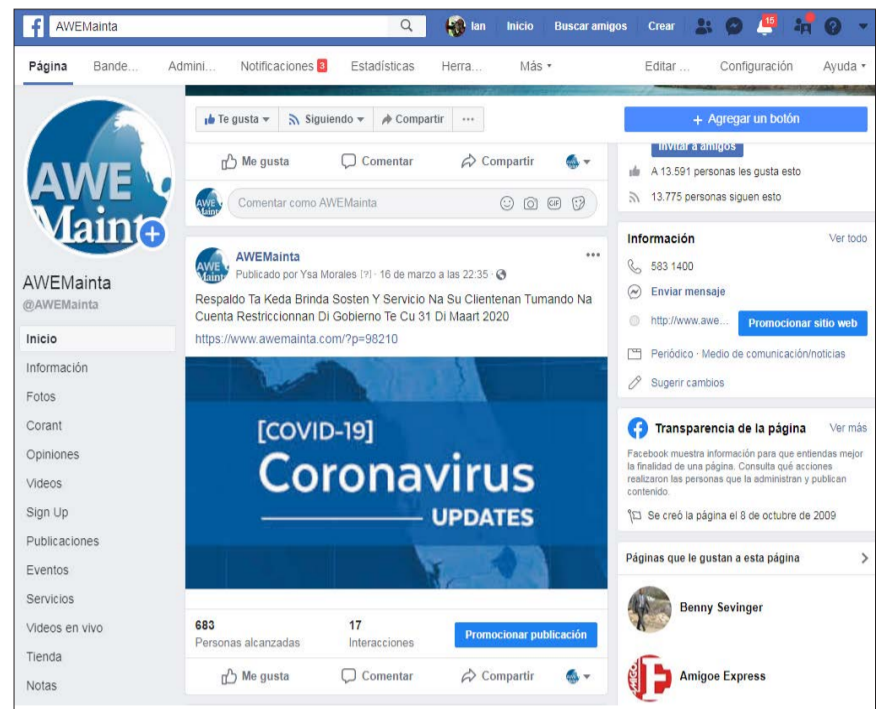 AWEMainta
Ian Inicio Buscar amigos Crear 15
Página Bande... Admini... Notificaciones 3 Estadísticas Herra... Más Editar ... Configuración Ayuda
AWE
Mainta
AWEMainta
@AWEMainta
Inicio
Información
Fotos
Corant
Opiniones
Videos
Sign Up
Publicaciones
Eventos
Servicios
Videos en vivo
Tienda
Notas
Te gusta Siguiendo Compartir ...
Me gusta Comentar Compartir
Comentar como AWEMainta GIF
AWEMainta
Publicado por Ysa Morales [?] · 16 de marzo a las 22:35 ·
Respaldo Ta Keda Brinda Sosten Y Servicio Na Su Clientenan Tumando Na
Cuenta Restriccionnan Di Gobierno Te Cu 31 Di Maart 2020
https://www.awemainta.com/?p=98210
[COVID-19]
Coronavirus
UPDATES
683 17
Personas alcanzadas Interacciones
Promocionar publicación
Me gusta Comentar Compartir
+ Agregar un botón
Invitar a amigos
A 13.591 personas les gusta esto
13.775 personas siguen esto
Información Ver todo
583 1400
Enviar mensaje
http://www.awe... Promocionar sitio web
Periódico · Medio de comunicación/noticias
Sugerir cambios
Transparencia de la página Ver más
Facebook muestra información para que entiendas mejor
la finalidad de una página. Consulta qué acciones
realizaron las personas que la administran y publican
contenido.
Se creó la página el 8 de octubre de 2009
Páginas que le gustan a esta página
Benny Sevinger
Amigoe Express